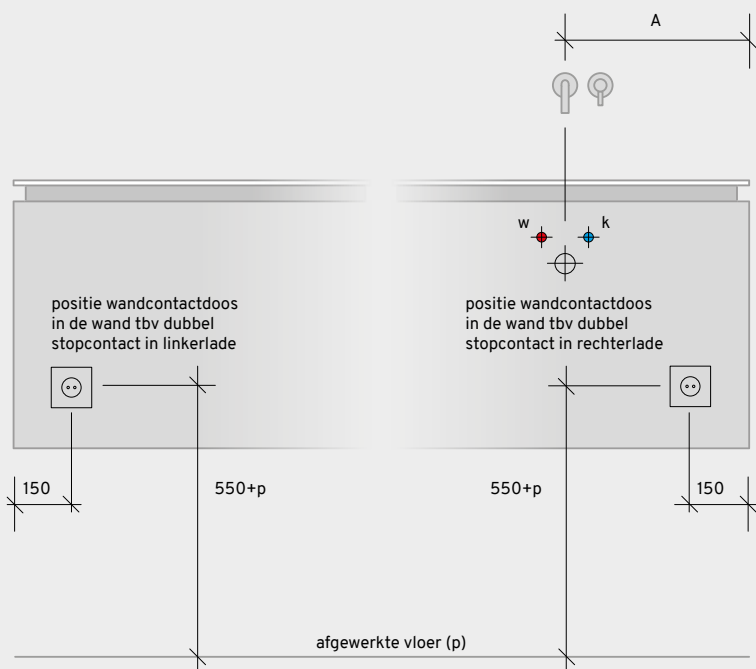 A
w
k
positie wandcontactdoos
in de wand tbv dubbel
stopcontact in linkerlade
positie wandcontactdoos
in de wand tbv dubbel
stopcontact in rechterlade
150
550+p
550+p
150
afgewerkte vloer (p)